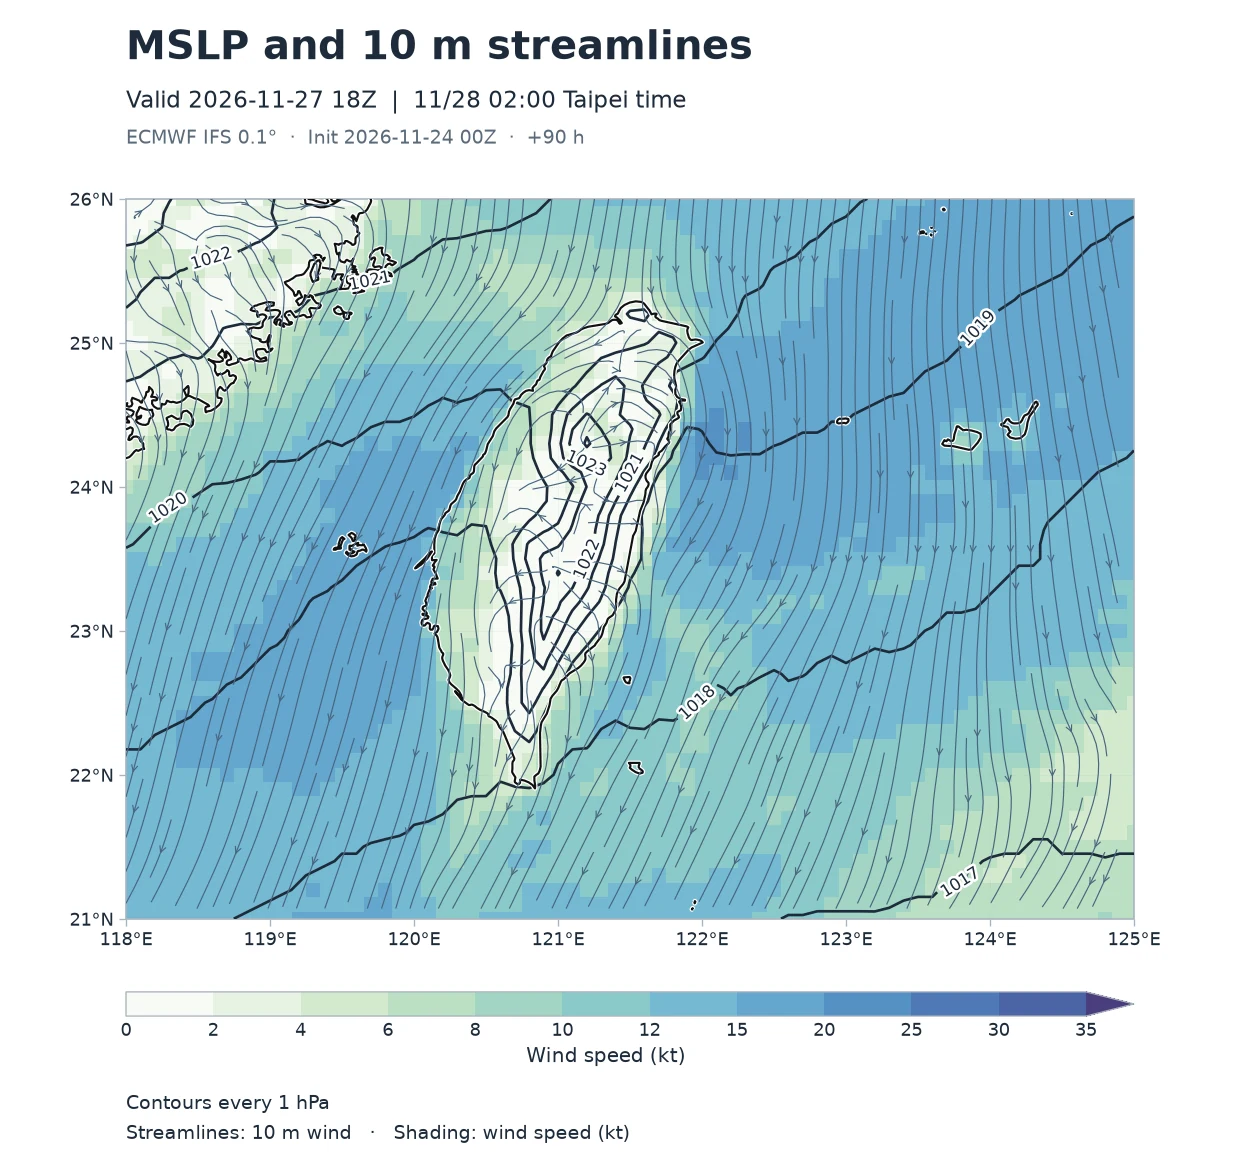 MSLP and 10 m streamlines
Valid 2026-11-27 18Z | 11/28 02:00 Taipei time
ECMWF IFS 0.1° · Init 2026-11-24 00Z · +90 h
26°N
1022
1021
1019
25°N
1023
1021
24°N
1020
1022
23°N
1018
22°N
1017
21°N
118°E 119°E 120°E 121°E 122°E 123°E 124°E 125°E
0 2 4 6 8 10 12 15 20 25 30 35
Wind speed (kt)
Contours every 1 hPa
Streamlines: 10 m wind · Shading: wind speed (kt)